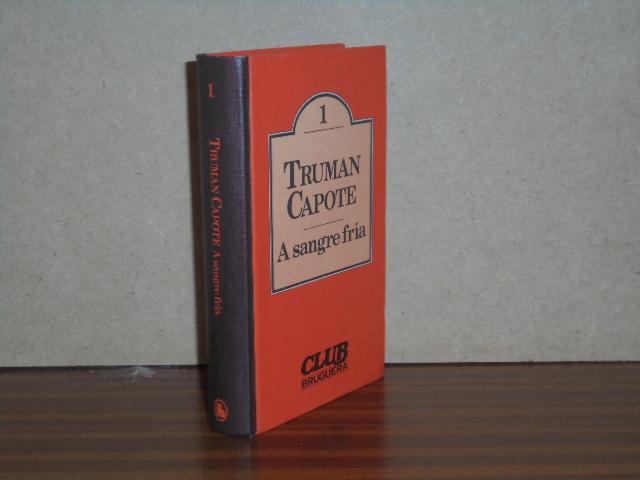 1
TRUMAN CAPOTE A sangre fría
1
TRUMAN
CAPOTE
A sangre fría
CLUB
BRUGUERA